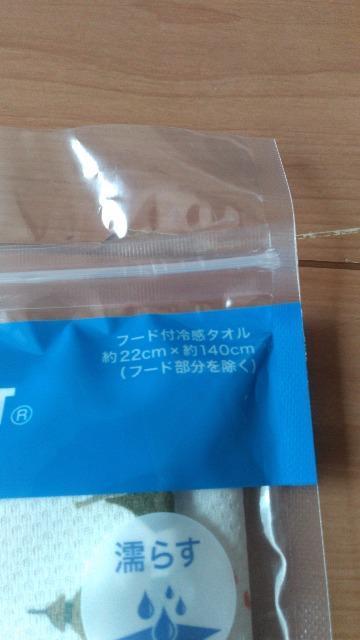 フード付冷感タオル
約22cm×約140cm
(フード部分を除く)
T®
濡らす